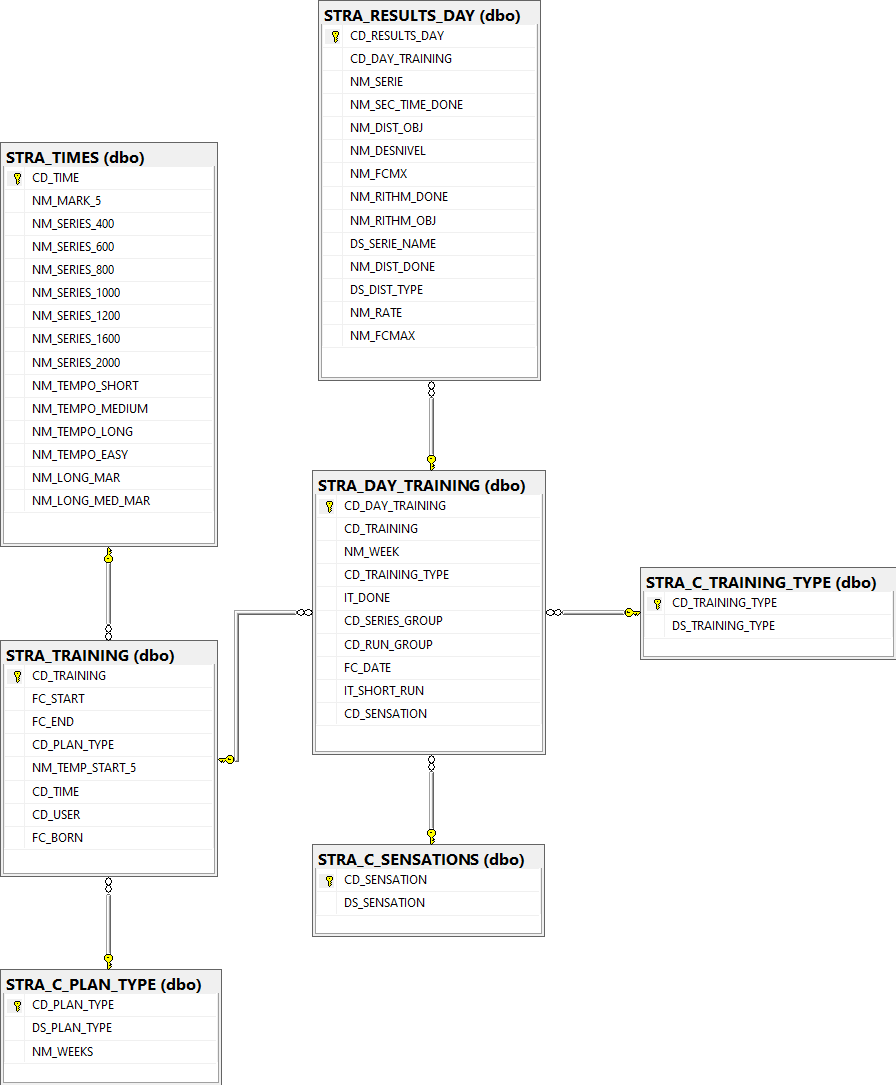 STRA_RESULTS_DAY (dbo)
CD_RESULTS_DAY
CD_DAY_TRAINING
NM_SERIE
NM_SEC_TIME_DONE
NM_DIST_OBJ
NM_DESNIVEL
NM_FCMX
NM_RITHM_DONE
NM_RITHM_OBJ
DS_SERIE_NAME
NM_DIST_DONE
DS_DIST_TYPE
NM_RATE
NM_FCMAX
STRA_TIMES (dbo)
CD_TIME
NM_MARK_5
NM_SERIES_400
NM_SERIES_600
NM_SERIES_800
NM_SERIES_1000
NM_SERIES_1200
NM_SERIES_1600
NM_SERIES_2000
NM_TEMPO_SHORT
NM_TEMPO_MEDIUM
NM_TEMPO_LONG
NM_TEMPO_EASY
NM_LONG_MAR
NM_LONG_MED_MAR
STRA_DAY_TRAINING (dbo)
CD_DAY_TRAINING
CD_TRAINING
NM_WEEK
CD_TRAINING_TYPE
IT_DONE
CD_SERIES_GROUP
CD_RUN_GROUP
FC_DATE
IT_SHORT_RUN
CD_SENSATION
STRA_C_TRAINING_TYPE (dbo)
CD_TRAINING_TYPE
DS_TRAINING_TYPE
STRA_TRAINING (dbo)
CD_TRAINING
FC_START
FC_END
CD_PLAN_TYPE
NM_TEMP_START_5
CD_TIME
CD_USER
FC_BORN
STRA_C_SENSATIONS (dbo)
CD_SENSATION
DS_SENSATION
STRA_C_PLAN_TYPE (dbo)
CD_PLAN_TYPE
DS_PLAN_TYPE
NM_WEEKS